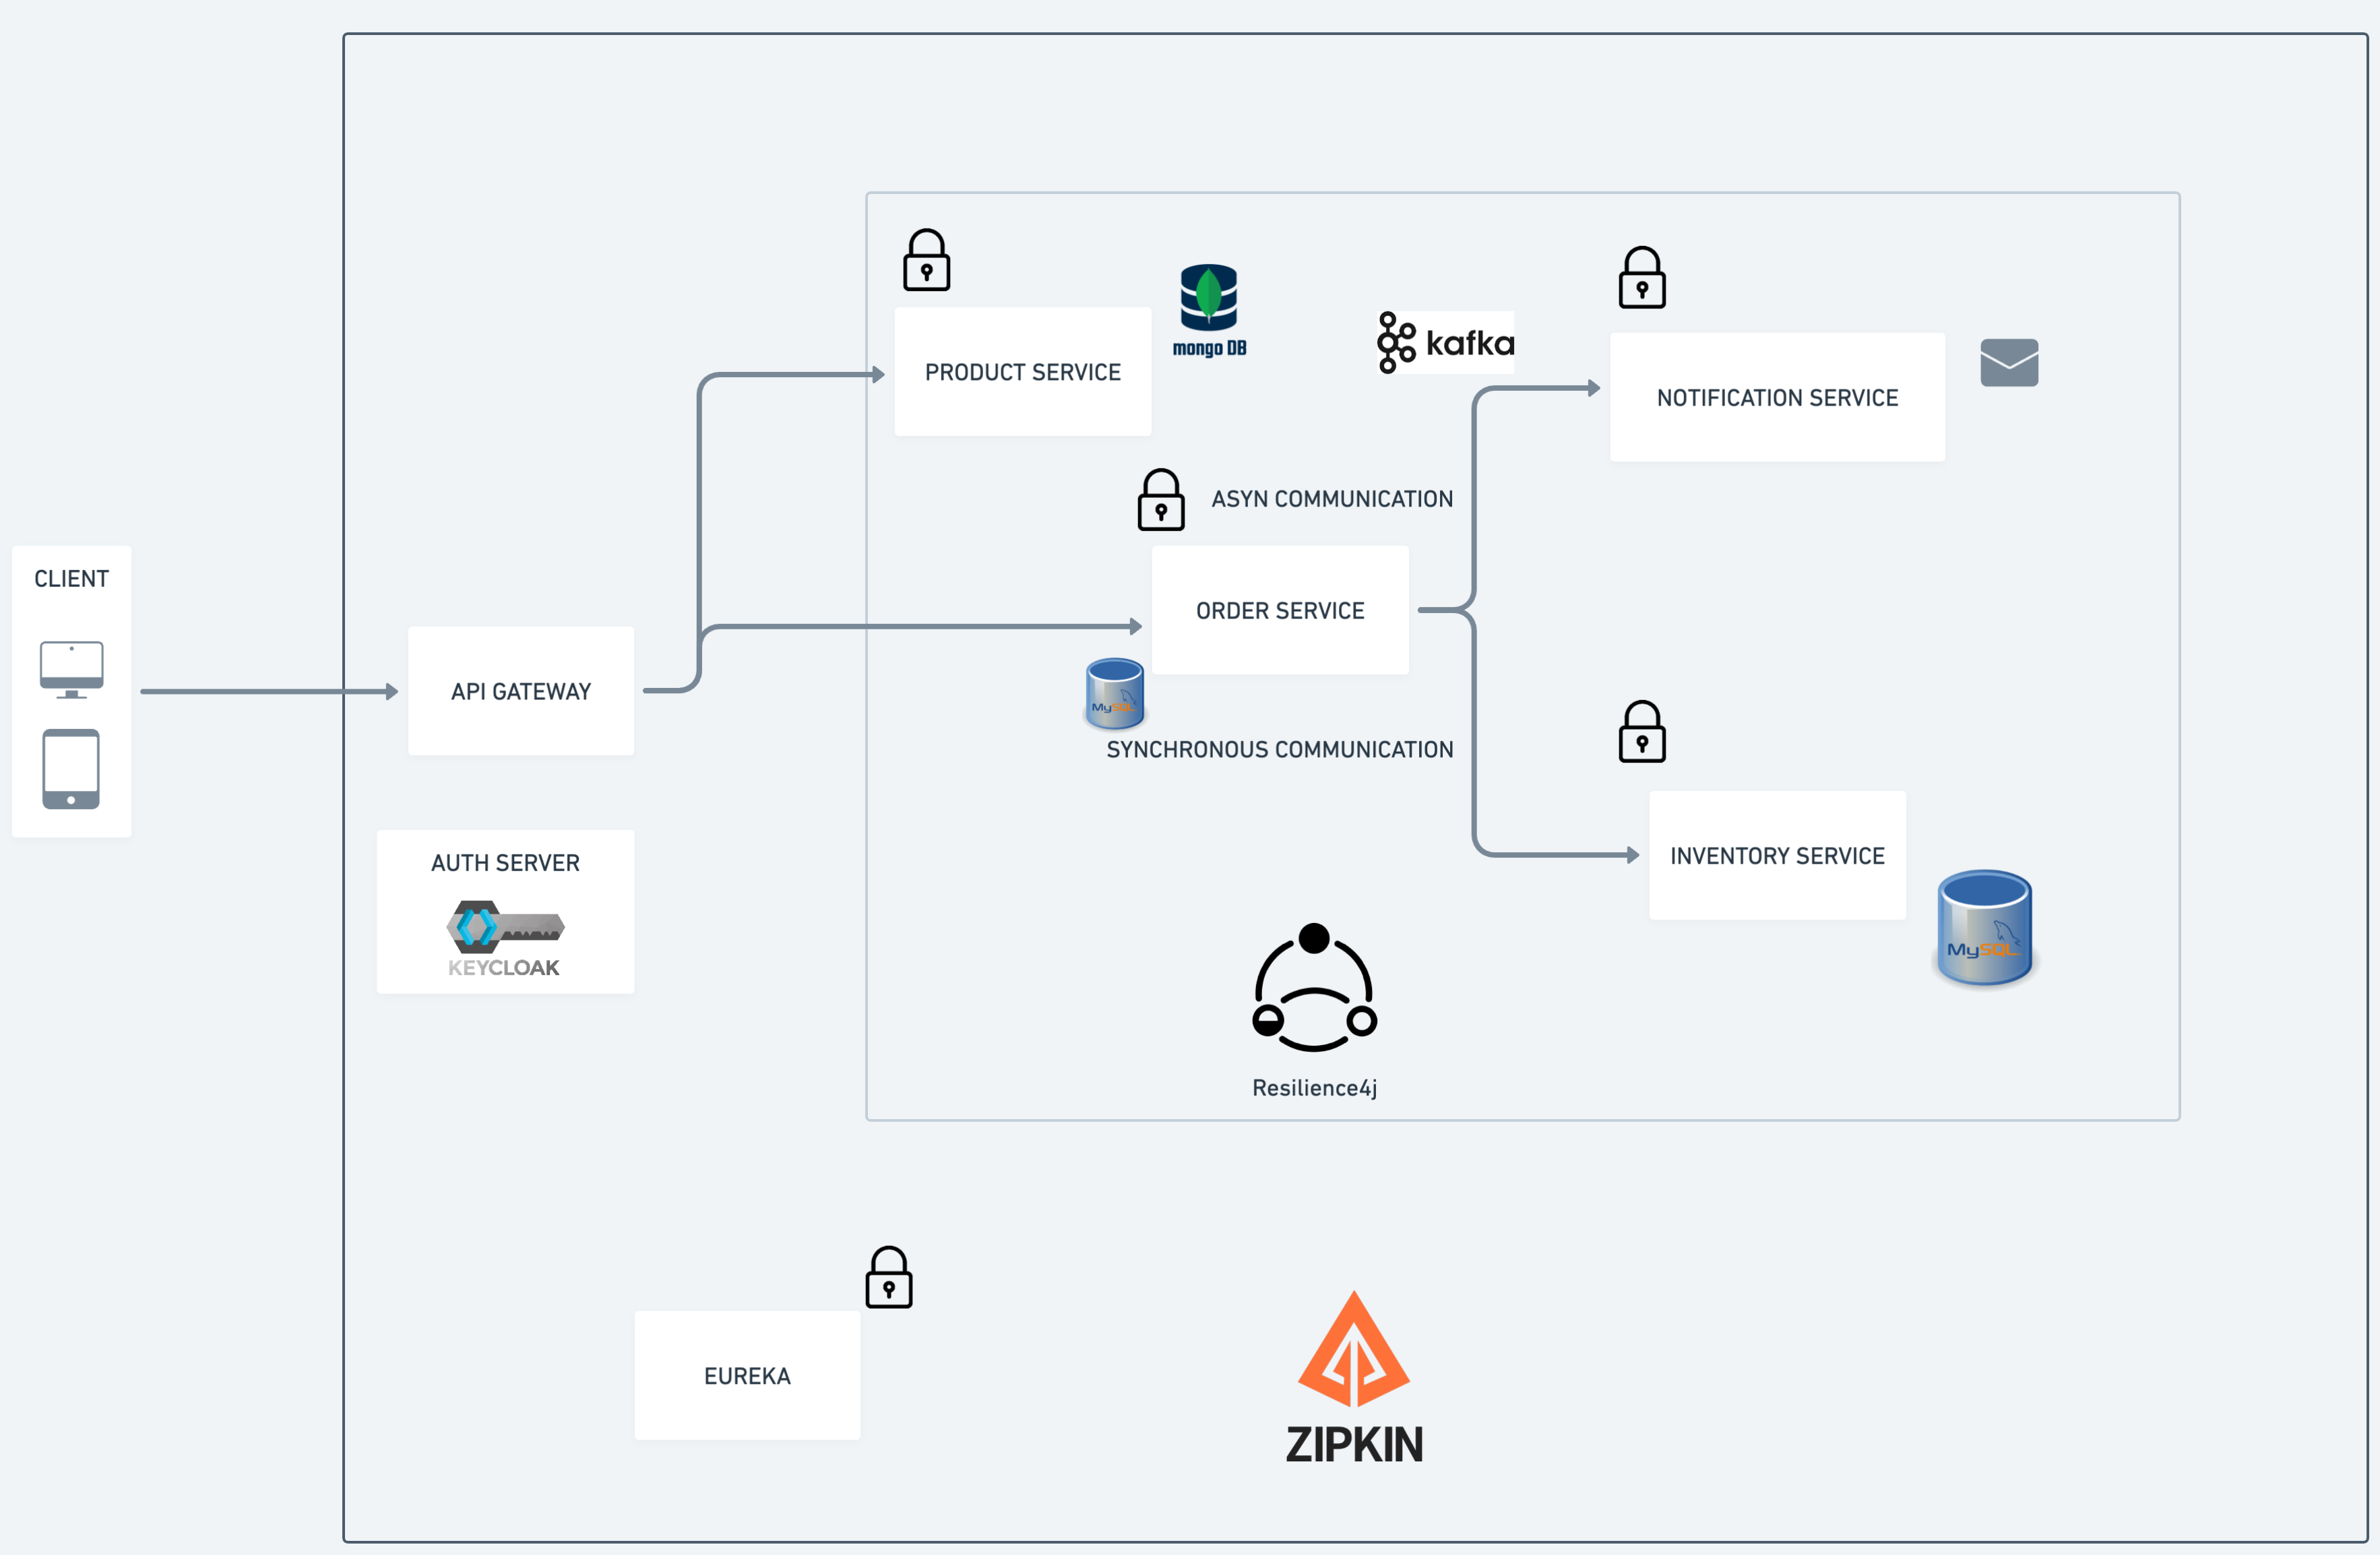 CLIENT
API GATEWAY
AUTH SERVER
KEYCLOAK
PRODUCT SERVICE
mongo DB
kafka
NOTIFICATION SERVICE
ASYN COMMUNICATION
ORDER SERVICE
MySQL
SYNCHRONOUS COMMUNICATION
INVENTORY SERVICE
MySQL
Resilience4j
EUREKA
ZIPKIN